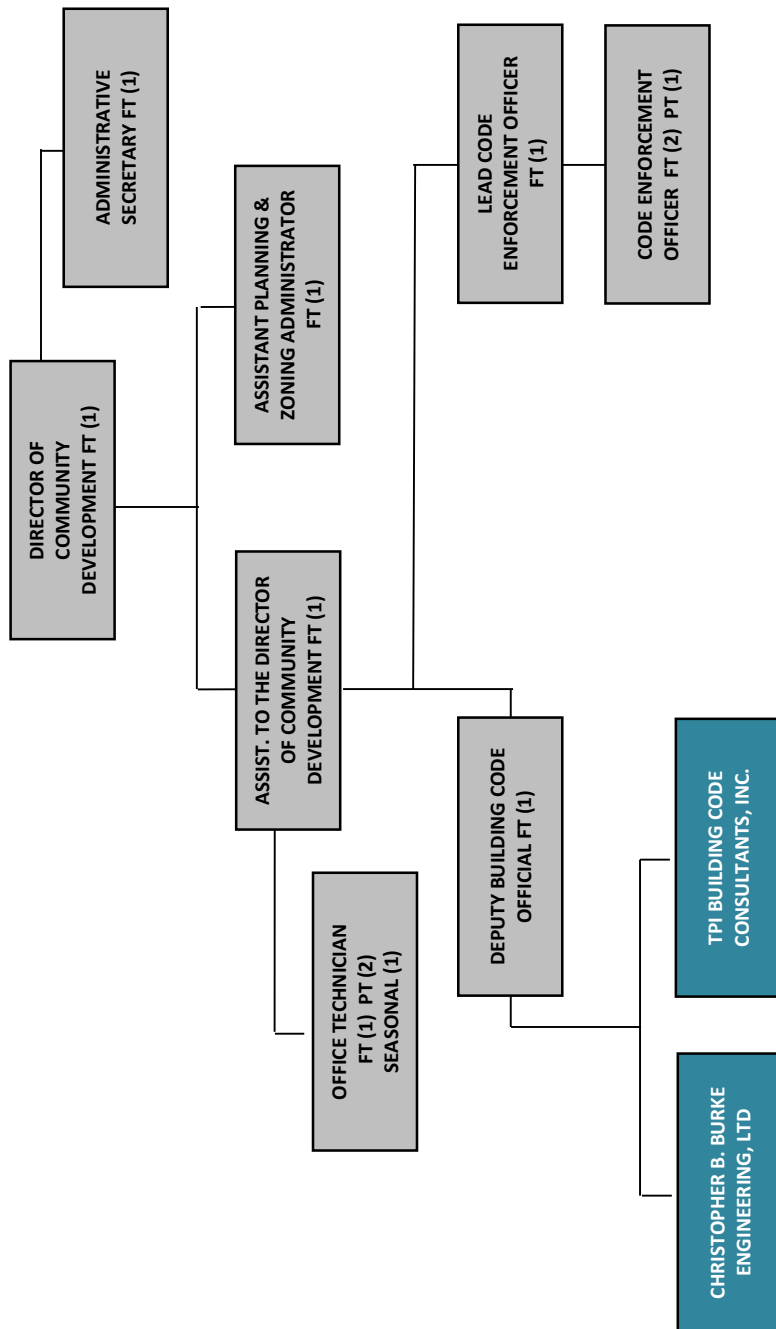 DIRECTOR OF
COMMUNITY
DEVELOPMENT FT (1)
ADMINISTRATIVE
SECRETARY FT (1)
ASSIST. TO THE DIRECTOR
OF COMMUNITY
DEVELOPMENT FT (1)
ASSISTANT PLANNING &
ZONING ADMINISTRATOR
FT (1)
OFFICE TECHNICIAN
FT (1) PT (2)
SEASONAL (1)
DEPUTY BUILDING CODE
OFFICIAL FT (1)
LEAD CODE
ENFORCEMENT OFFICER
FT (1)
CODE ENFORCEMENT
OFFICER FT (2) PT (1)
CHRISTOPHER B. BURKE
ENGINEERING, LTD
TPI BUILDING CODE
CONSULTANTS, INC.